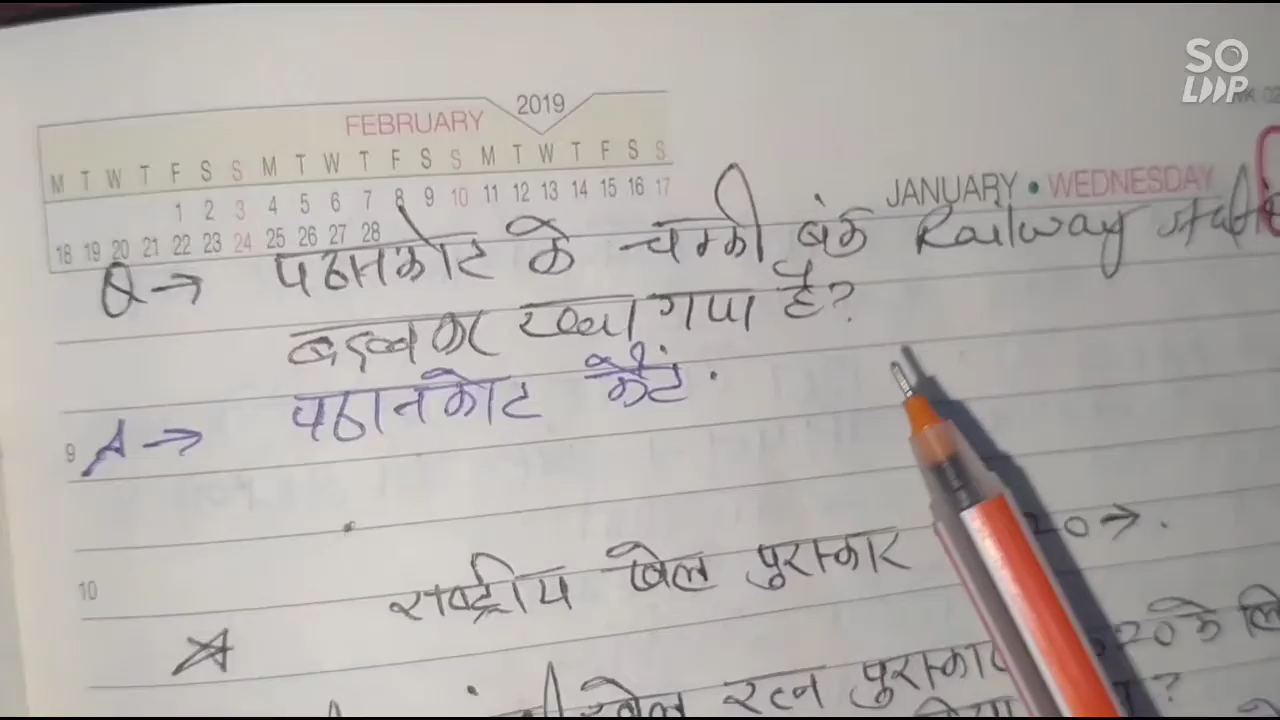 SO
LOOP
2019
FEBRUARY
M T W T F S S M T W T F S S M T W T F S S
1 2 3 4 5 6 7 8 9 10 11 12 13 14 15 16 17
18 19 20 21 22 23 24 25 26 27 28
JANUARY • WEDNESDAY
Q → पठानकोट के चक्की बंक Railway
बदलकर रखा गया है?
9 A → पठानकोट कैंट.
10
राष्ट्रीय खेल पुरस्कार 20 → .
खेल रत्न पुरस्कार 2020 के लि
?